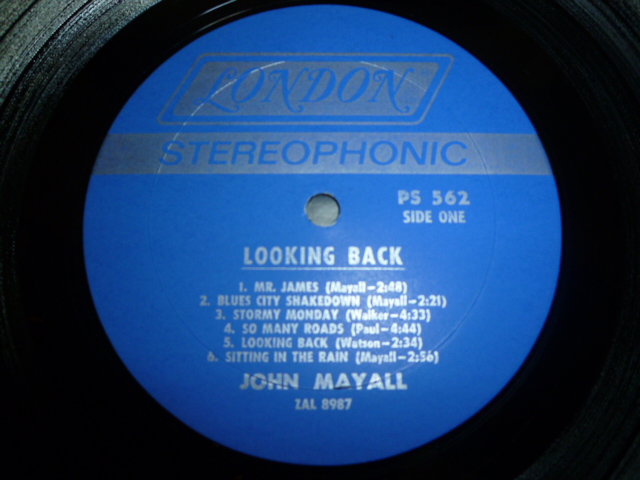 LONDON
STEREOPHONIC
PS 562
SIDE ONE
LOOKING BACK
1. MR. JAMES (Mayall-2:48)
2. BLUES CITY SHAKEDOWN (Mayall-2:21)
3. STORMY MONDAY (Walker-4:33)
4. SO MANY ROADS (Paul-4:44)
5. LOOKING BACK (Watson-2:34)
6. SITTING IN THE RAIN (Mayall-2:56)
JOHN MAYALL
ZAL 8987